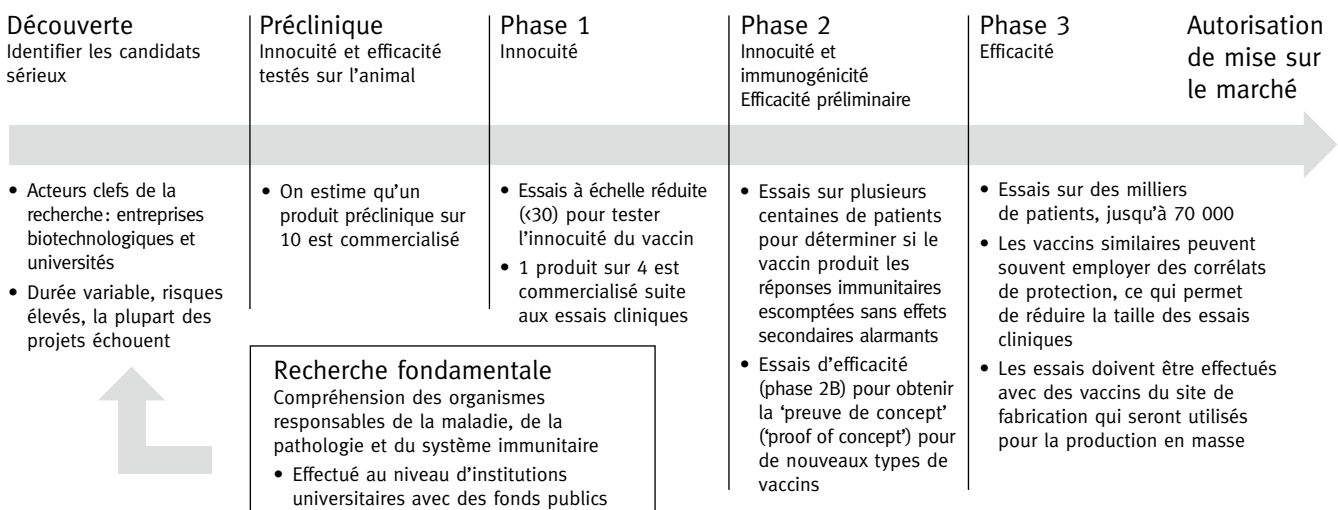 Découverte
Identifier les candidats
sérieux
Préclinique
Innocuité et efficacité
testés sur l'animal
Phase 1
Innocuité
Phase 2
Innocuité et
immunogénicité
Efficacité préliminaire
Phase 3
Efficacité
Autorisation
de mise sur
le marché
• Acteurs clefs de la
recherche: entreprises
biotechnologiques et
universités
• Durée variable, risques
élevés, la plupart des
projets échouent
• On estime qu'un
produit préclinique sur
10 est commercialisé
• Essais à échelle réduite
(<30) pour tester
l'innocuité du vaccin
• 1 produit sur 4 est
commercialisé suite
aux essais cliniques
• Essais sur plusieurs
centaines de patients
pour déterminer si le
vaccin produit les
réponses immunitaires
escomptées sans effets
secondaires alarmants
• Essais d'efficacité
(phase 2B) pour obtenir
la 'preuve de concept'
('proof of concept') pour
de nouveaux types de
vaccins
• Essais sur des milliers
de patients, jusqu'à 70 000
• Les vaccins similaires peuvent
souvent employer des corrélats
de protection, ce qui permet
de réduire la taille des essais
cliniques
• Les essais doivent être effectués
avec des vaccins du site de
fabrication qui seront utilisés
pour la production en masse
Recherche fondamentale
Compréhension des organismes
responsables de la maladie, de la
pathologie et du système immunitaire
• Effectué au niveau d'institutions
universitaires avec des fonds publics